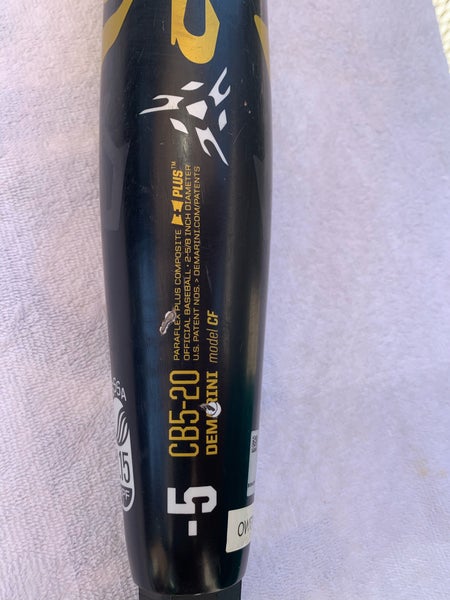 PARAFLEX PLUS COMPOSITE 3 PLUS™
OFFICIAL BASEBALL • 2-5/8 INCH DIAMETER
U.S. PATENT NOS. > DEMARINI.COM/PATENTS
CB5-20
DEMARINI model CF
-5